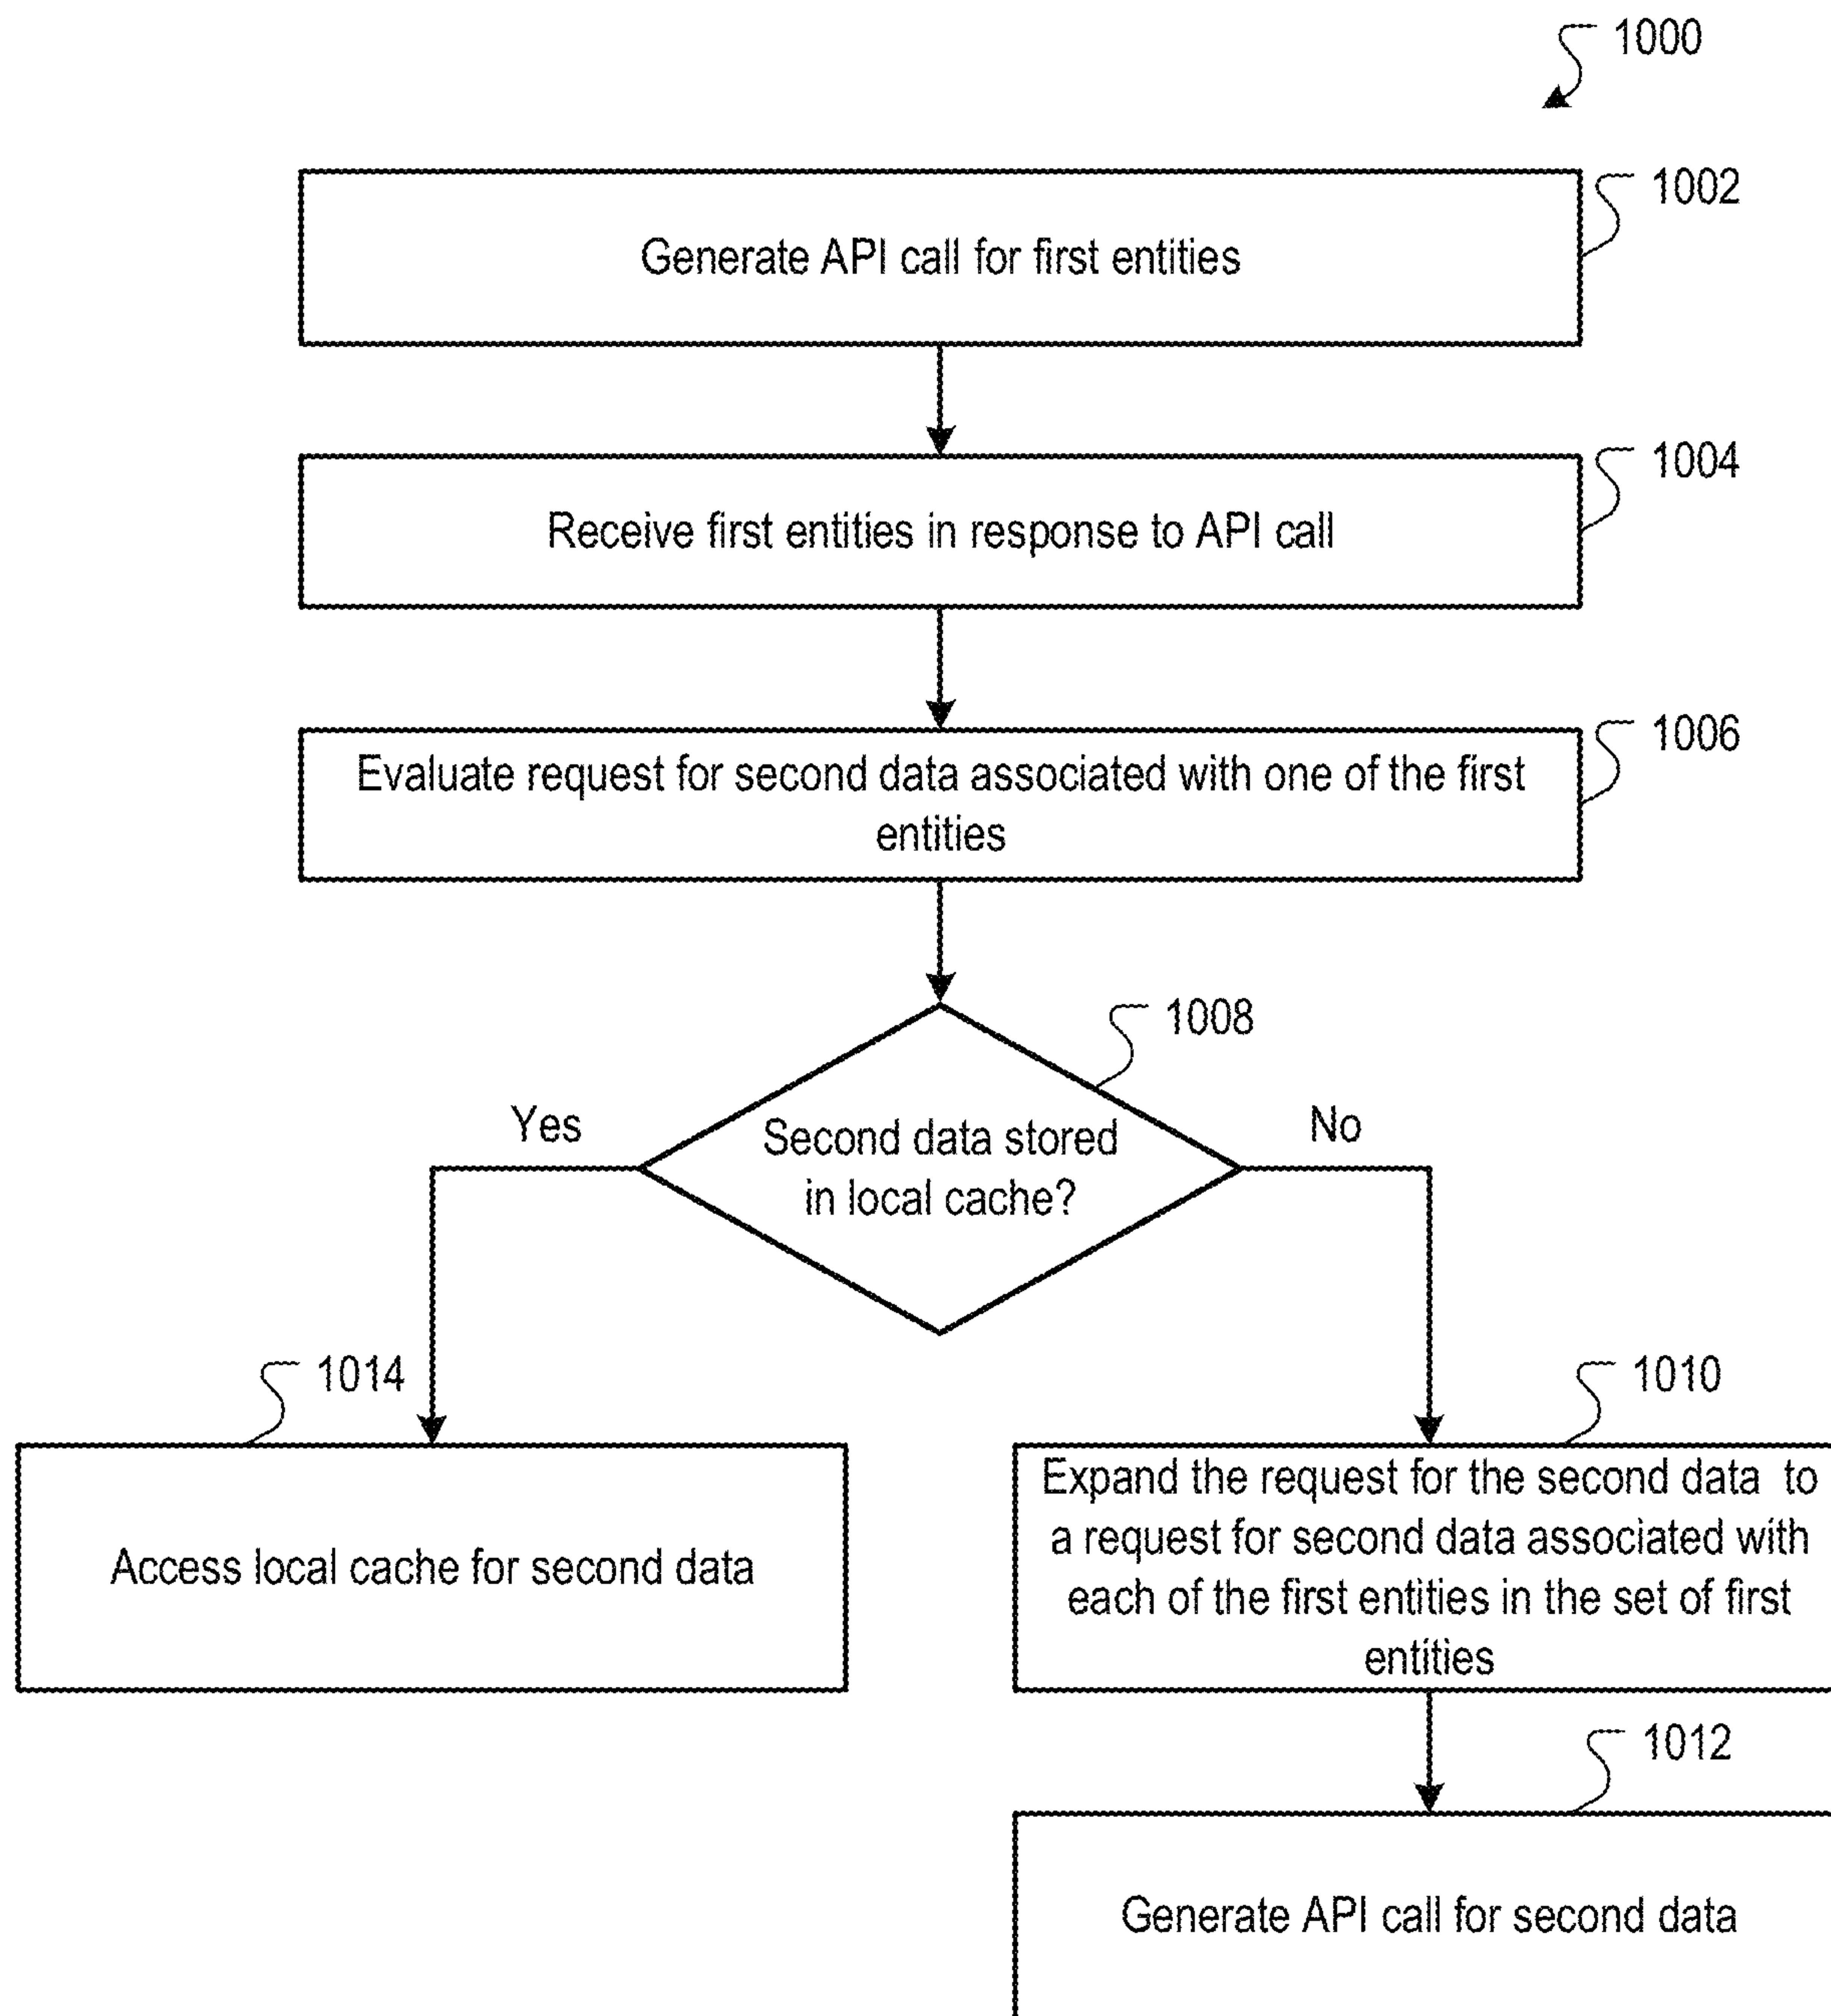 1000
1002
Generate API call for first entities
1004
Receive first entities in response to API call
1006
Evaluate request for second data associated with one of the first
entities
1008
Yes
No
Second data stored
in local cache?
1014
1010
Access local cache for second data
Expand the request for the second data to
a request for second data associated with
each of the first entities in the set of first
entities
1012
Generate API call for second data